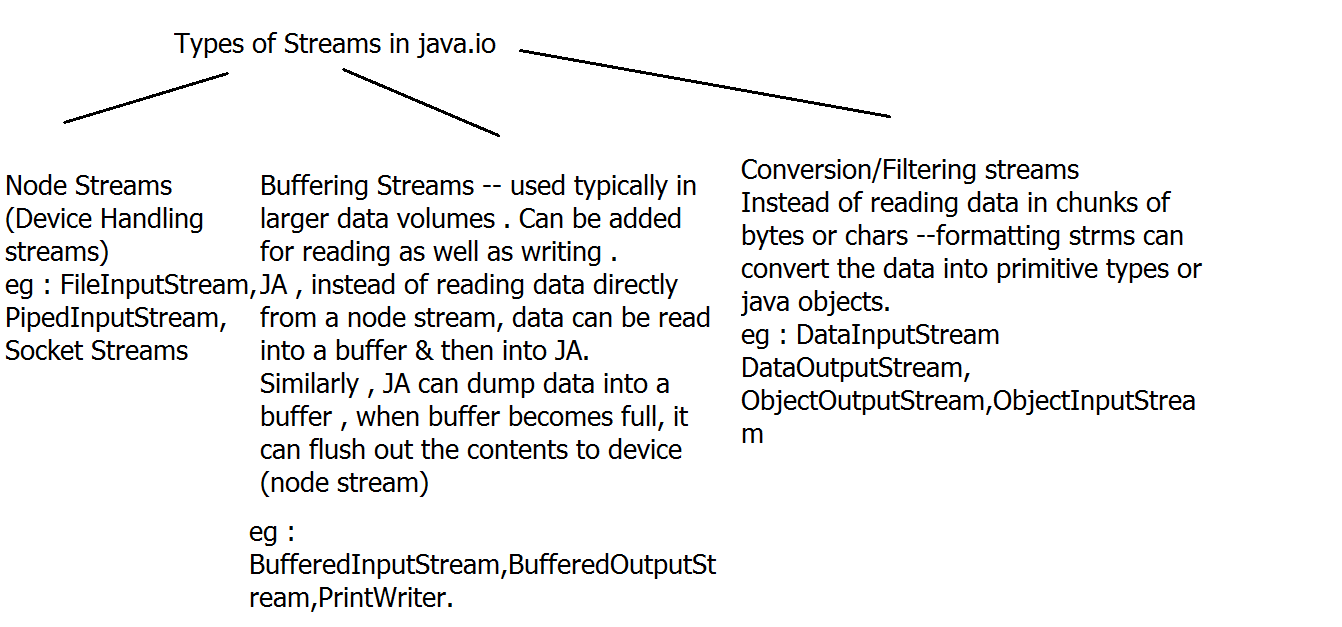 Types of Streams in java.io
Node Streams
(Device Handling
streams)
eg : FileInputStream,
PipedInputStream,
Socket Streams
Buffering Streams -- used typically in
larger data volumes . Can be added
for reading as well as writing .
JA , instead of reading data directly
from a node stream, data can be read
into a buffer & then into JA.
Similarly , JA can dump data into a
buffer , when buffer becomes full, it
can flush out the contents to device
(node stream)
eg :
BufferedInputStream,BufferedOutputSt
ream,PrintWriter.
Conversion/Filtering streams
Instead of reading data in chunks of
bytes or chars --formatting strms can
convert the data into primitive types or
java objects.
eg : DataInputStream
DataOutputStream,
ObjectOutputStream,ObjectInputStrea
m